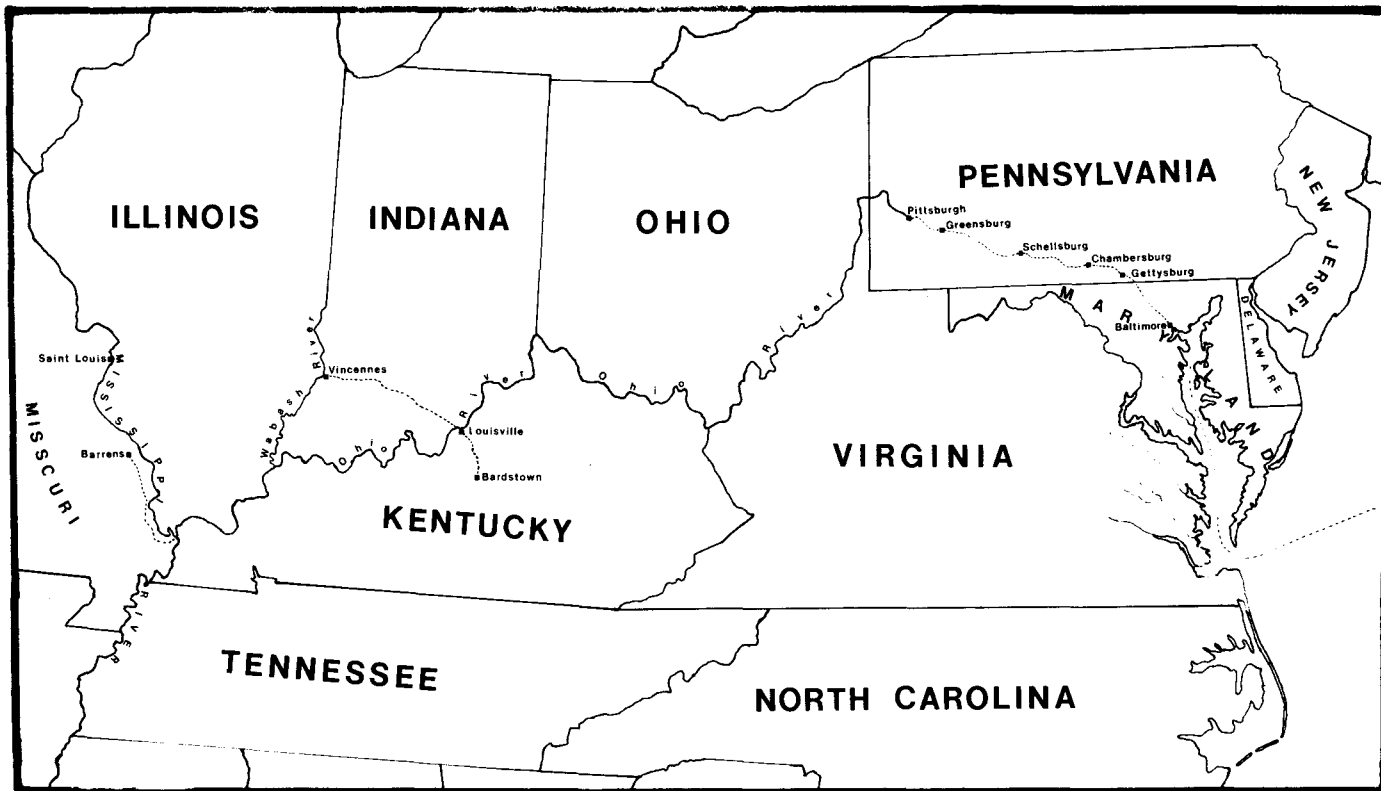 PENNSYLVANIA
ILLINOIS
INDIANA
OHIO
NEW JERSEY
Pittsburgh
Greensburg
Schellsburg
Chambersburg
Gettysburg
MARYLAND
Baltimore
DELAWARE
Ohio River
Wabash River
Saint Louis
MISSISSIPPI RIVER
Vincennes
Ohio River
Louisville
MISSCURI
Barrens
Bardstown
VIRGINIA
KENTUCKY
TENNESSEE
NORTH CAROLINA